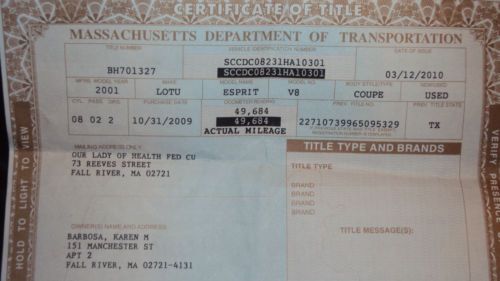 CERTIFICATE OF TITLE
MASSACHUSETTS DEPARTMENT OF TRANSPORTATION
TITLE NUMBER VEHICLE IDENTIFICATION NUMBER DATE OF ISSUE
BH701327 SCCDC08231HA10301 03/12/2010
SCCDC08231HA10301
MFRS. MODEL YEAR MAKE MODEL BODY STYLE/TYPE NEW/USED
2001 LOTU ESPRIT V8 COUPE USED
CYL. PASS. DRS. PURCHASE DATE ODOMETER READING PREV. TITLE NO. PREV. TITLE STATE
08 02 2 10/31/2009 49,684 22710739965095329 TX
49,684
ACTUAL MILEAGE
MAILING ADDRESS ONLY
OUR LADY OF HEALTH FED CU
73 REEVES STREET
FALL RIVER, MA 02721
TITLE TYPE AND BRANDS
TITLE TYPE
BRAND
BRAND
BRAND
BRAND
TITLE MESSAGE(S):
OWNER(S) NAME(S) AND ADDRESS
BARBOSA, KAREN M
151 MANCHESTER ST
APT 2
FALL RIVER, MA 02721-4131
HOLD TO LIGHT TO VIEW
VERIFY PRESENCE